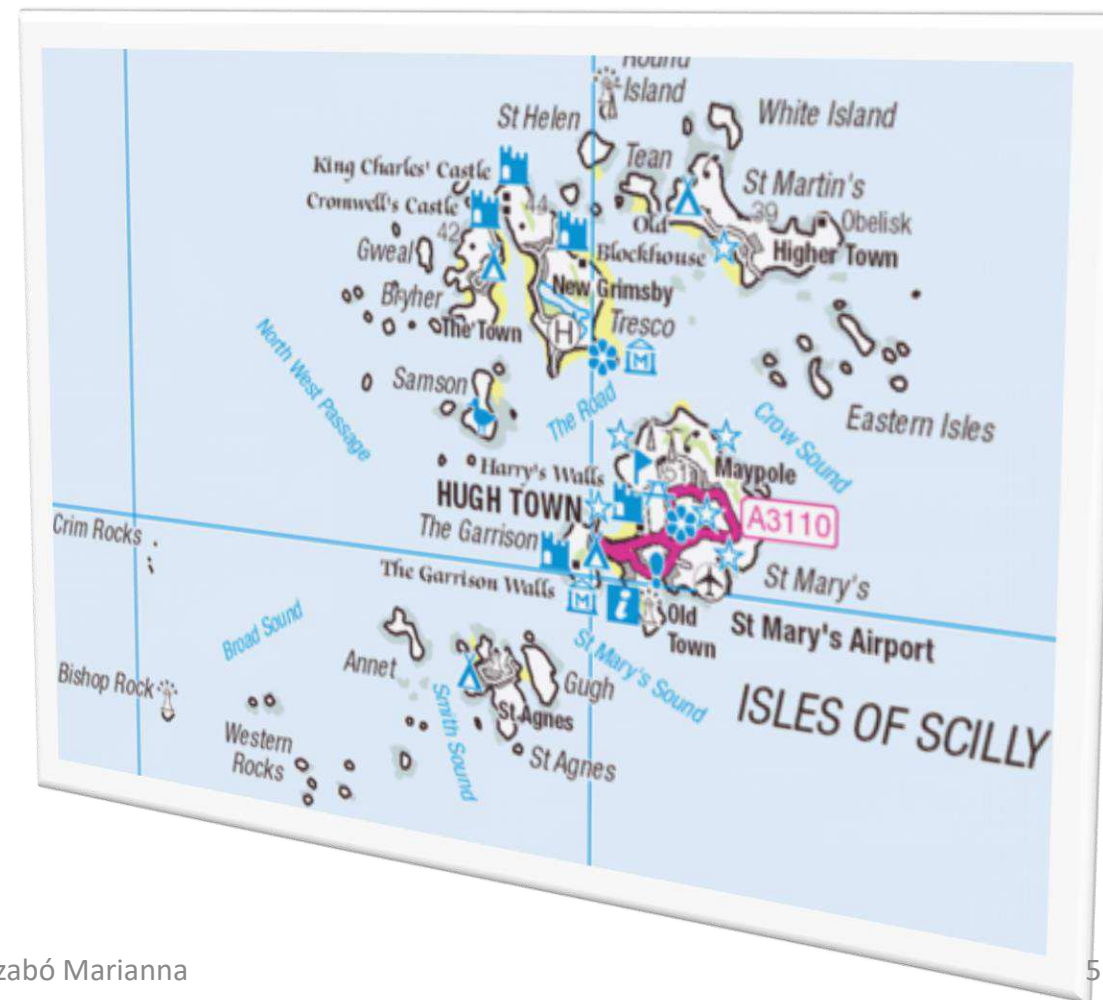 Round
Island
White Island
St Helen
Tean
King Charles' Castle
St Martin's
Cromwell's Castle
44
39
Obelisk
Old
Blockhouse
42
Gweal
Higher Town
New Grimsby
Bryher
The Town
H
Tresco
M
North West Passage
Samson
The Road
Eastern Isles
Crow Sound
Harry's Walls
51
Maypole
HUGH TOWN
A3110
The Garrison
Crim Rocks
St Mary's
The Garrison Walls
M
i
Old
Town
St Mary's Airport
Broad Sound
St Mary's Sound
Annet
Gugh
Bishop Rock
Smith Sound
ISLES OF SCILLY
St Agnes
Western
Rocks
St Agnes
zabó Marianna
5